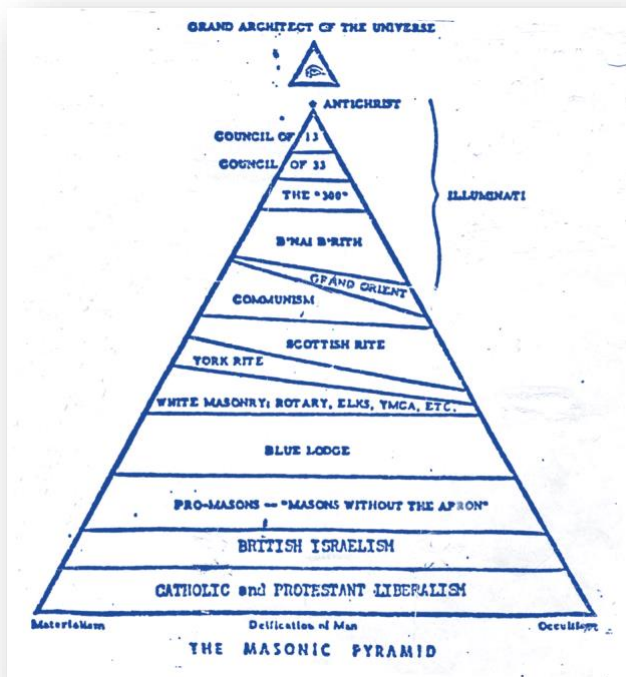 GRAND ARCHITECT OF THE UNIVERSE
ANTICHRIST
COUNCIL OF 13
COUNCIL OF 33
THE "300"
ILLUMINATI
B'NAI B'RITH
GRAND ORIENT
COMMUNISM
SCOTTISH RITE
YORK RITE
WHITE MASONRY: ROTARY, ELKS, YMCA, ETC.
BLUE LODGE
PRO-MASONS -- "MASONS WITHOUT THE APRON"
BRITISH ISRAELISM
CATHOLIC and PROTESTANT LIBERALISM
Materialism Deification of Man Occultism
THE MASONIC PYRAMID